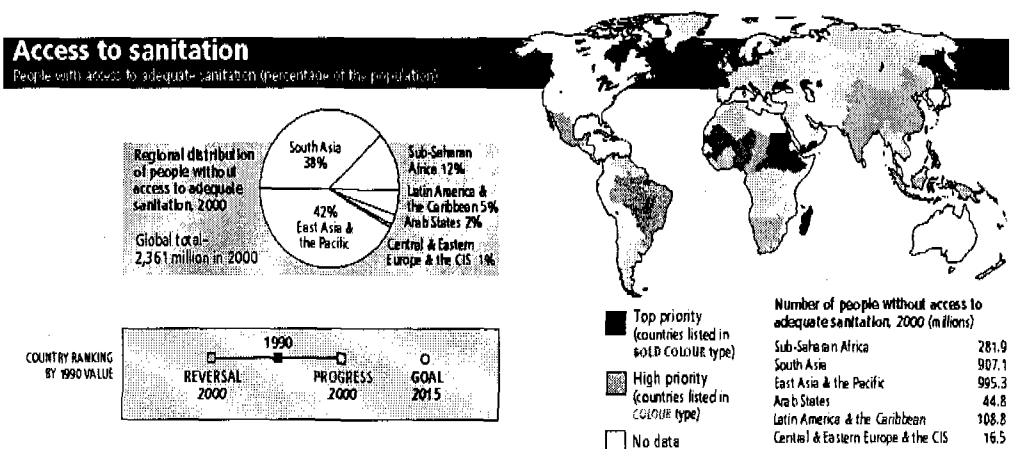 Access to sanitation
People with access to adequate sanitation (percentage of the population)
Regional distribution
of people without
access to adequate
sanitation, 2000
Global total–
2,361 million in 2000
South Asia
38%
42%
East Asia &
the Pacific
Sub-Saharan
Africa 12%
Latin America &
the Caribbean 5%
Arab States 2%
Central & Eastern
Europe & the CIS 1%
COUNTRY RANKING
BY 1990 VALUE
1990
REVERSAL
2000
PROGRESS
2000
GOAL
2015
Top priority
(countries listed in
BOLD COLOUR type)
High priority
(countries listed in
COLOUR type)
No data
Number of people without access to
adequate sanitation, 2000 (millions)
Sub-Saharan Africa 281.9
South Asia 907.1
East Asia & the Pacific 995.3
Arab States 44.8
Latin America & the Caribbean 108.8
Central & Eastern Europe & the CIS 16.5